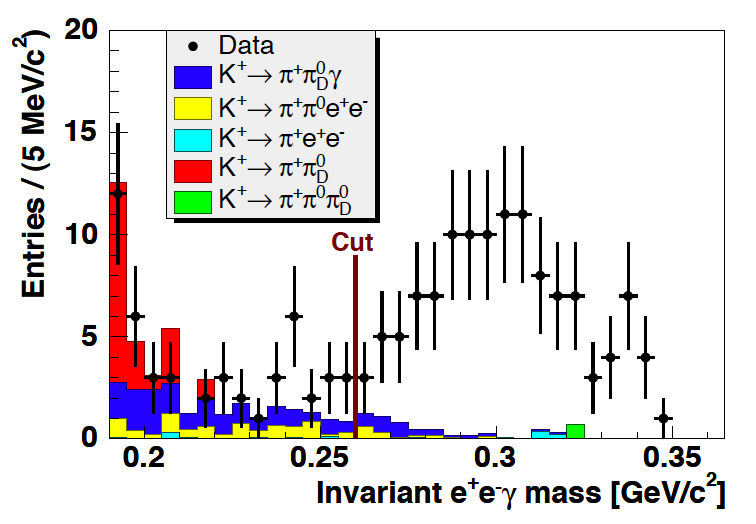 Entries / (5 MeV/c²)
20
15
10
5
0
Data
K⁺→ π⁺π⁰_Dγ
K⁺→ π⁺π⁰e⁺e⁻
K⁺→ π⁺e⁺e⁻
K⁺→ π⁺π⁰_D
K⁺→ π⁺π⁰π⁰_D
Cut
0.2 0.25 0.3 0.35
Invariant e⁺e⁻γ mass [GeV/c²]